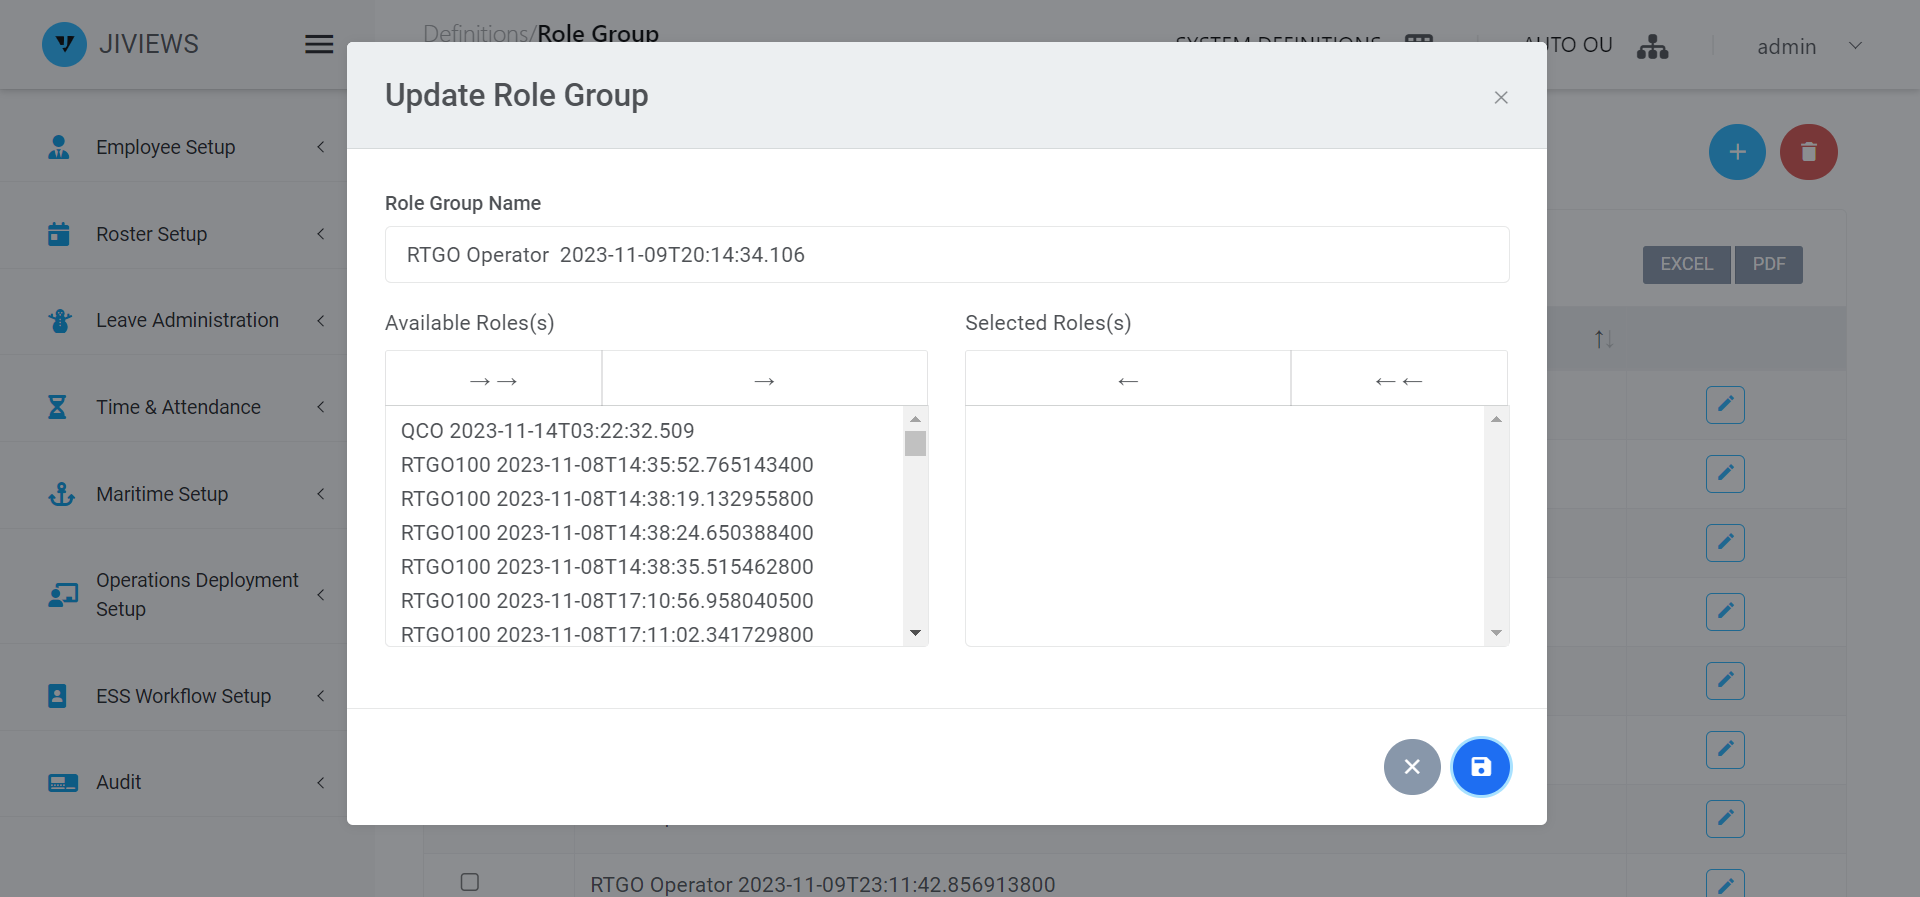 JIVIEWS
Definitions/Role Group
SYSTEM DEFINITIONS
AUTO OU
admin
Update Role Group
Employee Setup
Roster Setup
Leave Administration
Time & Attendance
Maritime Setup
Operations Deployment
Setup
ESS Workflow Setup
Audit
Role Group Name
RTGO Operator  2023-11-09T20:14:34.106
Available Roles(s)
Selected Roles(s)
→→
→
←
←←
QCO 2023-11-14T03:22:32.509
RTGO100 2023-11-08T14:35:52.765143400
RTGO100 2023-11-08T14:38:19.132955800
RTGO100 2023-11-08T14:38:24.650388400
RTGO100 2023-11-08T14:38:35.515462800
RTGO100 2023-11-08T17:10:56.958040500
RTGO100 2023-11-08T17:11:02.341729800
EXCEL
PDF
RTGO Operator 2023-11-09T23:11:42.856913800